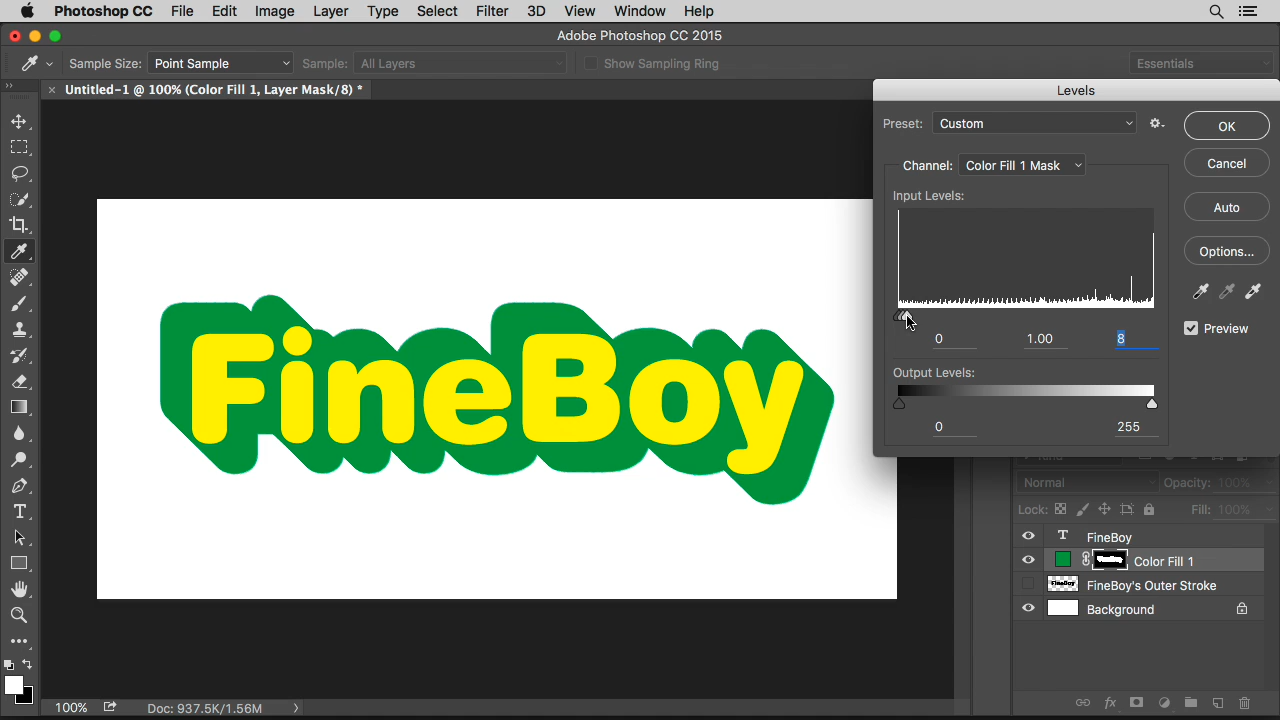 Photoshop CC File Edit Image Layer Type Select Filter 3D View Window Help
Adobe Photoshop CC 2015
Sample Size: Point Sample Sample: All Layers Show Sampling Ring Essentials
× Untitled-1 @ 100% (Color Fill 1, Layer Mask/8) *
Levels
Preset: Custom
OK
Channel: Color Fill 1 Mask
Cancel
Input Levels:
Auto
Options...
0 1.00 8
Preview
Output Levels:
0 255
FineBoy
Normal Opacity: 100%
Lock: Fill: 100%
T FineBoy
Color Fill 1
FineBoy FineBoy's Outer Stroke
Background
100% Doc: 937.5K/1.56M